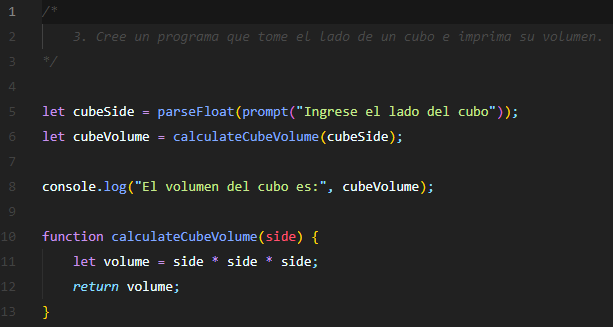 1 /*
2 3. Cree un programa que tome el lado de un cubo e imprima su volumen.
3 */
4
5 let cubeSide = parseFloat(prompt("Ingrese el lado del cubo"));
6 let cubeVolume = calculateCubeVolume(cubeSide);
7
8 console.log("El volumen del cubo es:", cubeVolume);
9
10 function calculateCubeVolume(side) {
11 let volume = side * side * side;
12 return volume;
13 }